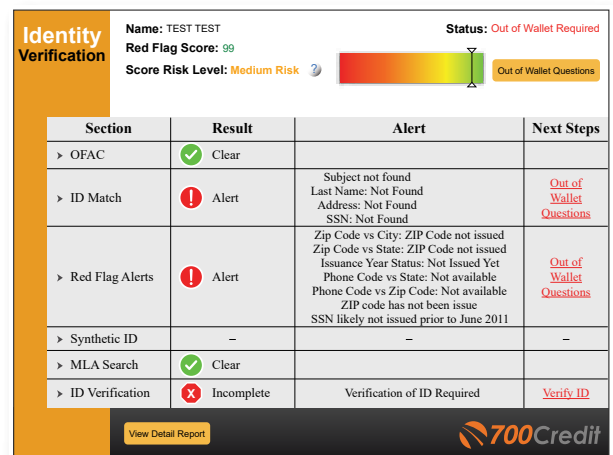 Identity
Verification
Name: TEST TEST
Status: Out of Wallet Required
Red Flag Score: 99
Score Risk Level: Medium Risk ?
Out of Wallet Questions
Section Result Alert Next Steps
OFAC Clear
ID Match Alert
Subject not found
Last Name: Not Found
Address: Not Found
SSN: Not Found
Out of
Wallet
Questions
Red Flag Alerts Alert
Zip Code vs City: ZIP Code not issued
Zip Code vs State: ZIP Code not issued
Issuance Year Status: Not Issued Yet
Phone Code vs State: Not available
Phone Code vs Zip Code: Not available
ZIP code has not been issue
SSN likely not issued prior to June 2011
Out of
Wallet
Questions
Synthetic ID – – –
MLA Search Clear
ID Verification X Incomplete Verification of ID Required Verify ID
View Detail Report
700Credit